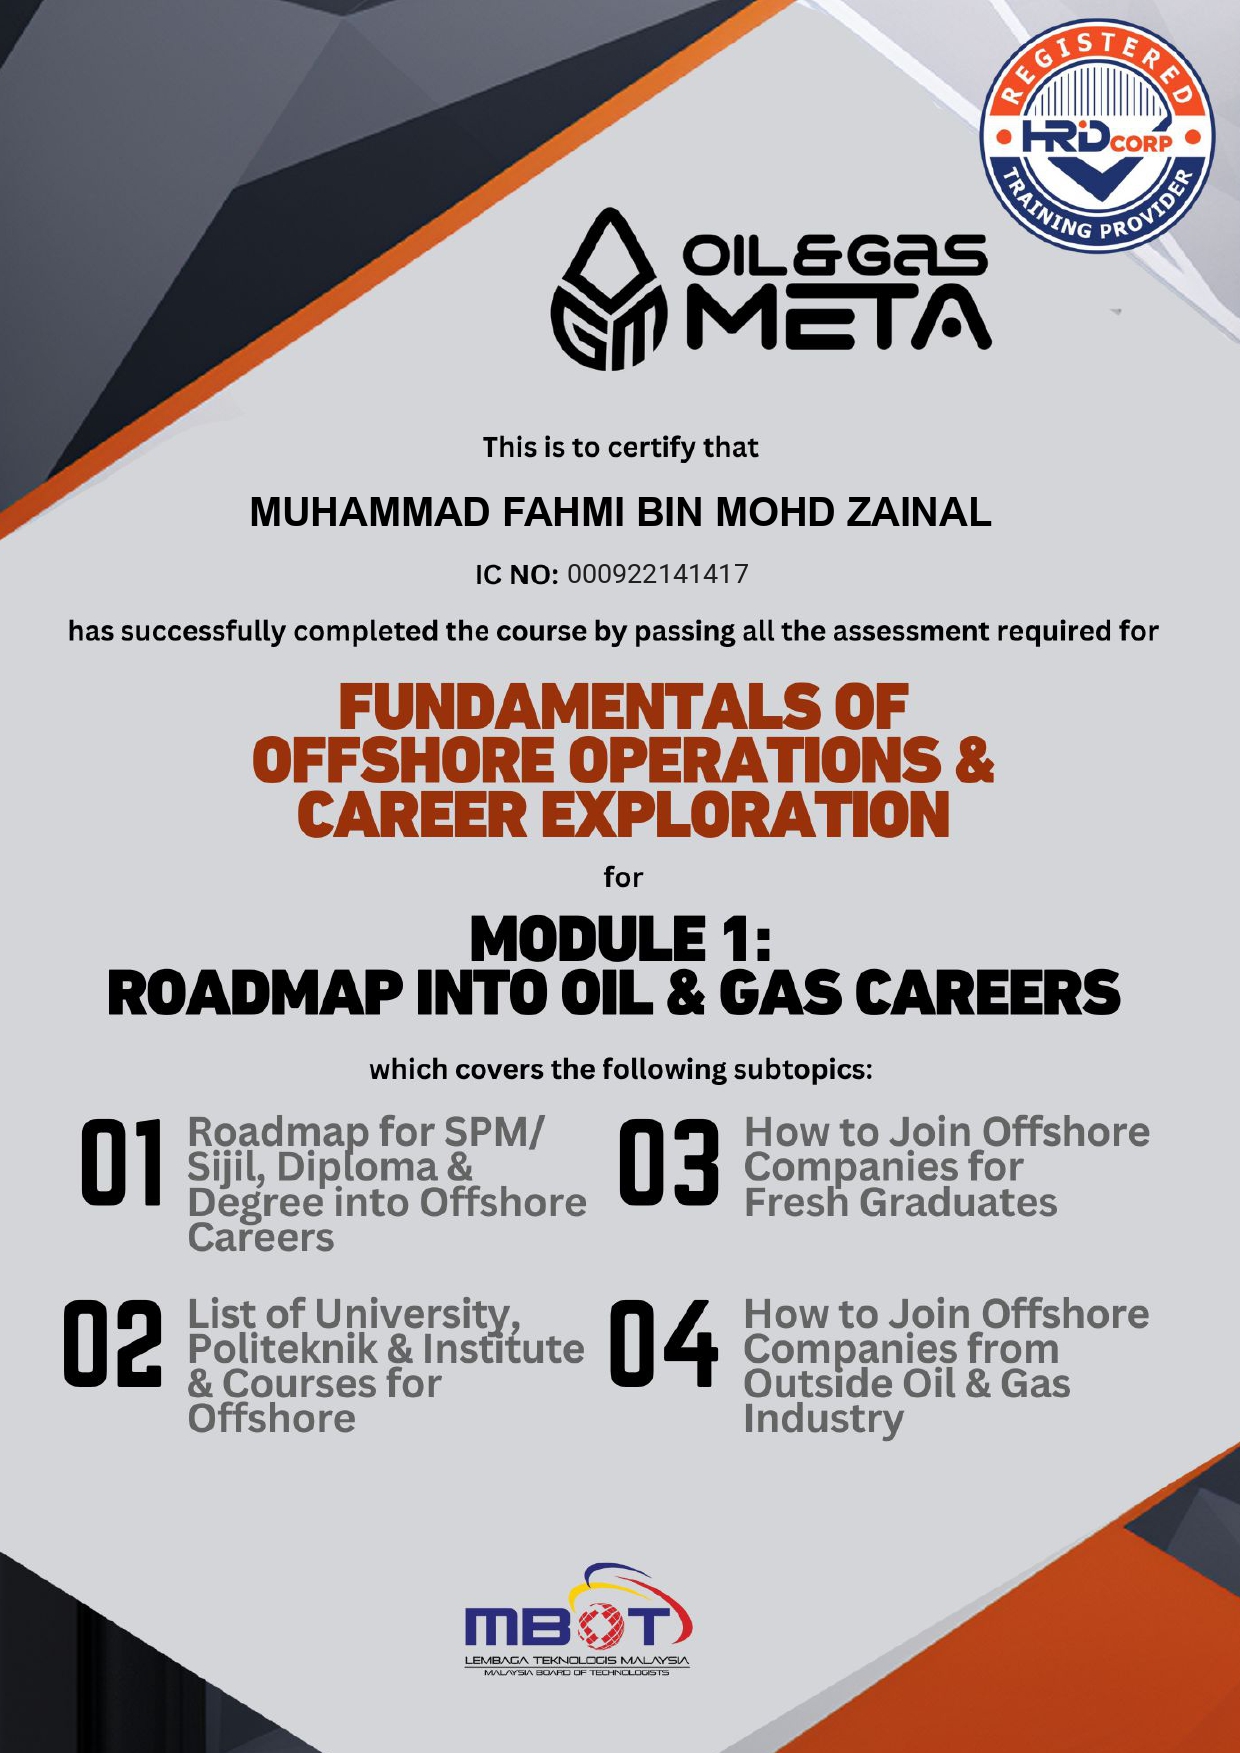 REGISTERED
HRD CORP
TRAINING PROVIDER
OIL&GAS
META
This is to certify that
MUHAMMAD FAHMI BIN MOHD ZAINAL
IC NO: 000922141417
has successfully completed the course by passing all the assessment required for
FUNDAMENTALS OF
OFFSHORE OPERATIONS &
CAREER EXPLORATION
for
MODULE 1:
ROADMAP INTO OIL & GAS CAREERS
which covers the following subtopics:
01
Roadmap for SPM/
Sijil, Diploma &
Degree into Offshore
Careers
02
List of University,
Politeknik & Institute
& Courses for
Offshore
03
How to Join Offshore
Companies for
Fresh Graduates
04
How to Join Offshore
Companies from
Outside Oil & Gas
Industry
MBOT
LEMBAGA TEKNOLOGIS MALAYSIA
MALAYSIA BOARD OF TECHNOLOGISTS